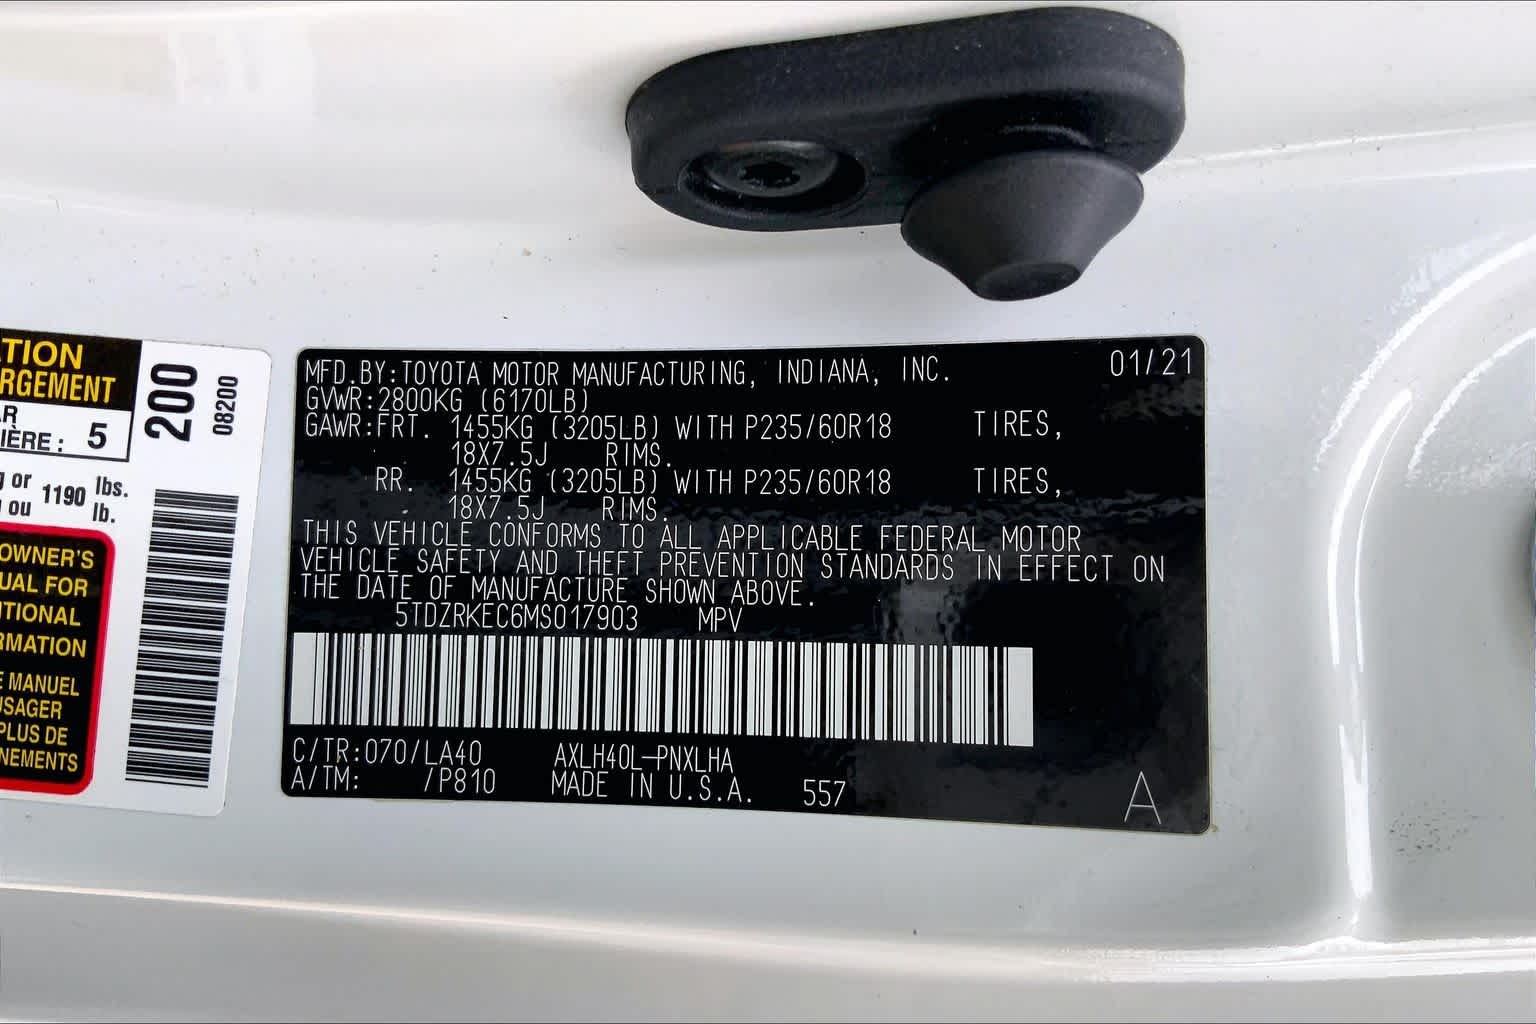 TION
RGEMENT
AR
IÈRE: 5
g or 1190 lbs.
ou lb.
OWNER'S
UAL FOR
ITIONAL
RMATION
E MANUEL
USAGER
PLUS DE
NEMENTS
200
08200
MFD.BY:TOYOTA MOTOR MANUFACTURING, INDIANA, INC. 01/21
GVWR:2800KG (6170LB)
GAWR:FRT. 1455KG (3205LB) WITH P235/60R18 TIRES,
18X7.5J RIMS.
RR. 1455KG (3205LB) WITH P235/60R18 TIRES,
18X7.5J RIMS.
THIS VEHICLE CONFORMS TO ALL APPLICABLE FEDERAL MOTOR
VEHICLE SAFETY AND THEFT PREVENTION STANDARDS IN EFFECT ON
THE DATE OF MANUFACTURE SHOWN ABOVE.
5TDZRKEC6MS017903 MPV
C/TR:070/LA40 AXLH40L-PNXLHA
A/TM: /P810 MADE IN U.S.A. 557 A